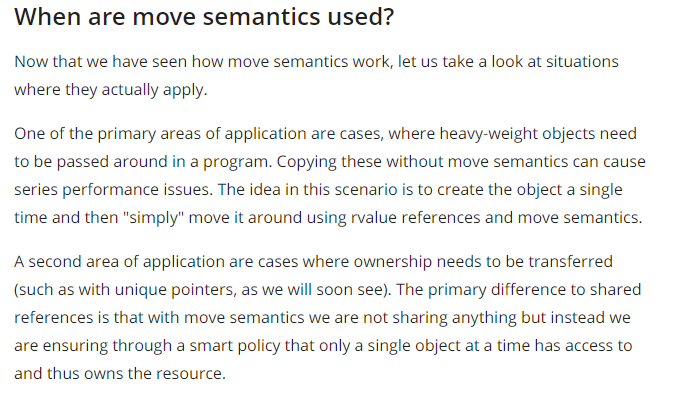 When are move semantics used?
Now that we have seen how move semantics work, let us take a look at situations
where they actually apply.
One of the primary areas of application are cases, where heavy-weight objects need
to be passed around in a program. Copying these without move semantics can cause
series performance issues. The idea in this scenario is to create the object a single
time and then "simply" move it around using rvalue references and move semantics.
A second area of application are cases where ownership needs to be transferred
(such as with unique pointers, as we will soon see). The primary difference to shared
references is that with move semantics we are not sharing anything but instead we
are ensuring through a smart policy that only a single object at a time has access to
and thus owns the resource.